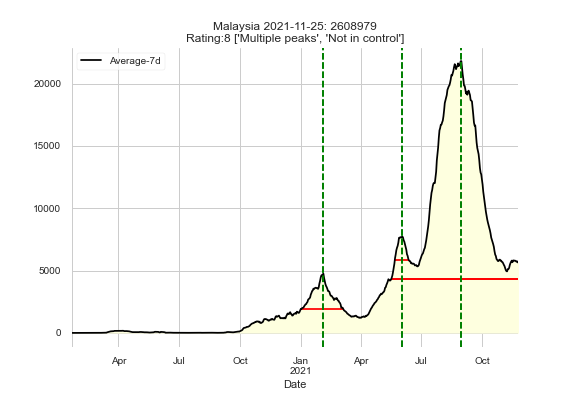 Malaysia 2021-11-25: 2608979
Rating:8 ['Multiple peaks', 'Not in control']
Average-7d
20000
15000
10000
5000
0
Apr Jul Oct Jan Apr Jul Oct
2021
Date